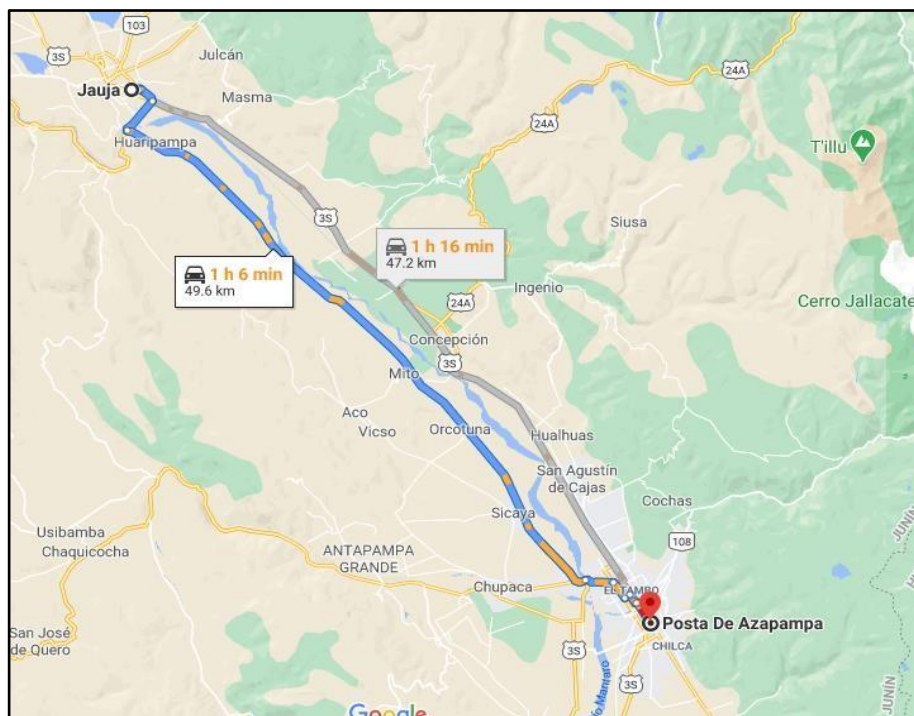 103
3S
Julcán
24A
Jauja
Masma
T'illu
Huaripampa
24A
3S
Siusa
1 h 16 min
47.2 km
1 h 6 min
49.6 km
Ingenio
Cerro Jallacate
24A
Concepción
3S
Mito
Aco
Vicso
Orcotuna
Hualhuas
San Agustín
de Cajas
Sicaya
Cochas
Usibamba
Chaquicocha
108
ANTAPAMPA
GRANDE
JUNÍN
Chupaca
EL TAMBO
Posta De Azapampa
San José
de Quero
3S
CHILCA
3S
Google
JUNÍN